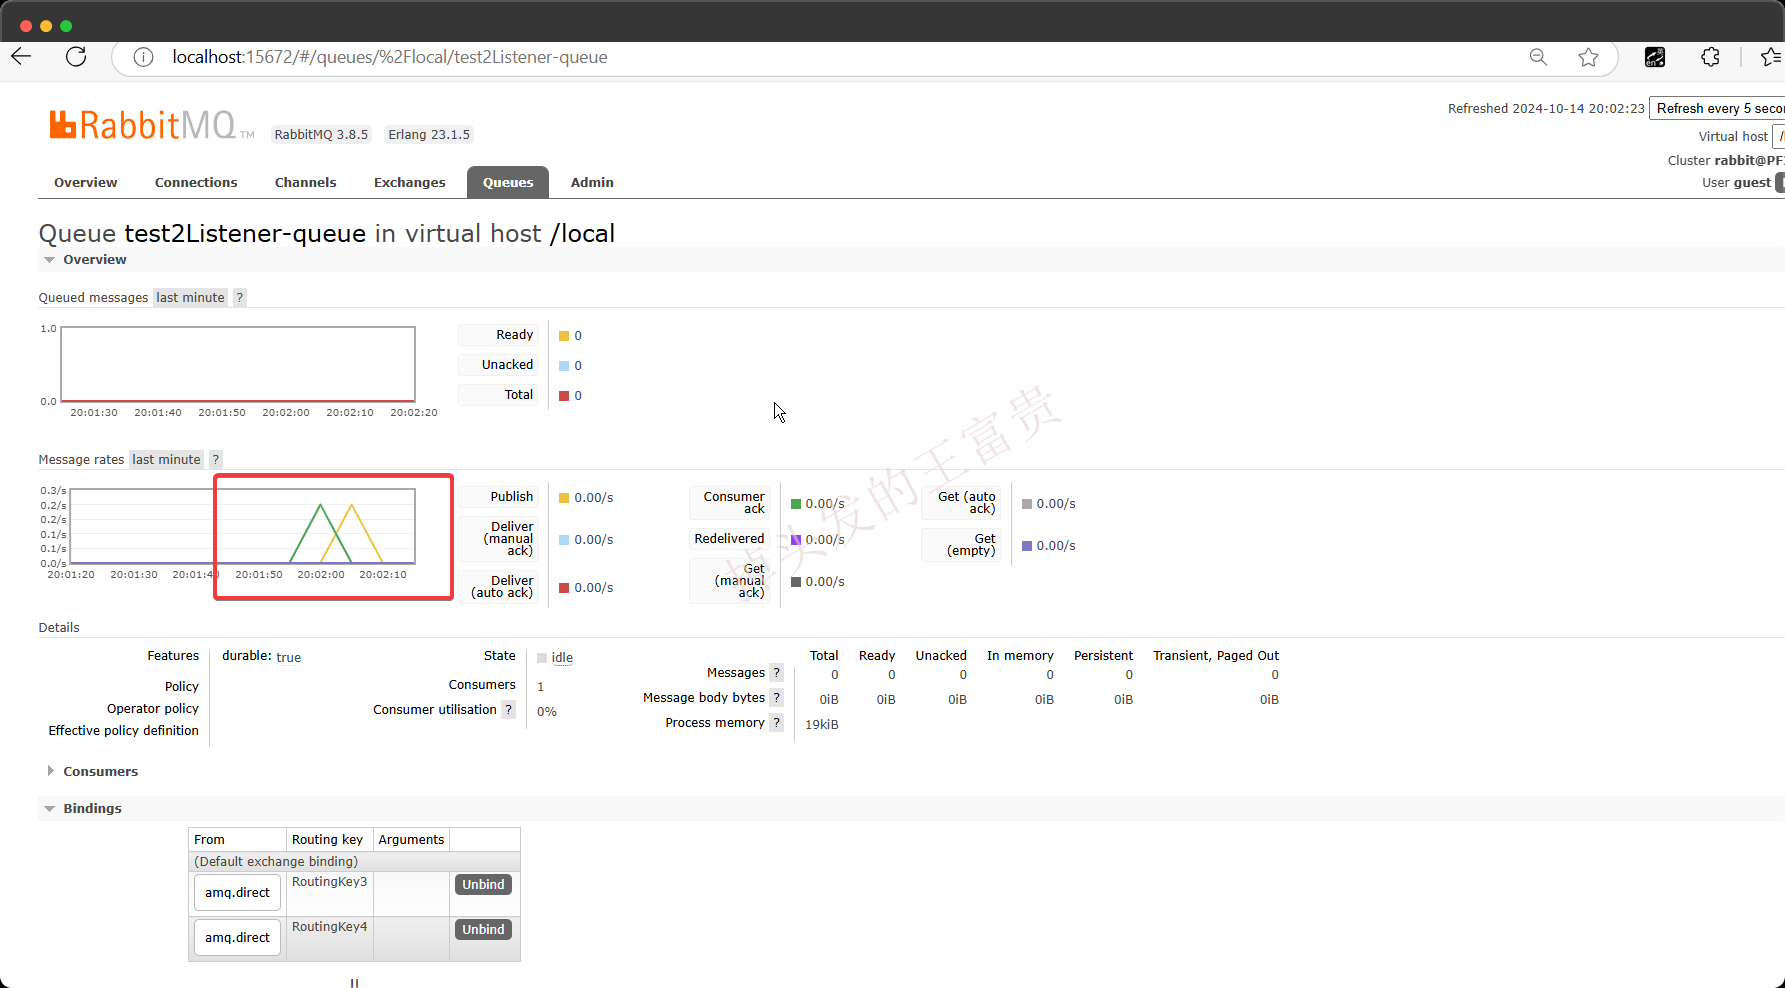 localhost:15672/#/queues/%2Flocal/test2Listener-queue
RabbitMQ TM RabbitMQ 3.8.5 Erlang 23.1.5
Refreshed 2024-10-14 20:02:23 Refresh every 5 secon
Virtual host /l
Cluster rabbit@PF
User guest
Overview Connections Channels Exchanges Queues Admin
Queue test2Listener-queue in virtual host /local
Overview
Queued messages last minute ?
1.0
0.0
20:01:30 20:01:40 20:01:50 20:02:00 20:02:10 20:02:20
Ready 0
Unacked 0
Total 0
Message rates last minute ?
0.3/s
0.2/s
0.2/s
0.1/s
0.1/s
0.0/s
20:01:20 20:01:30 20:01:40 20:01:50 20:02:00 20:02:10
Publish 0.00/s
Deliver (manual ack) 0.00/s
Deliver (auto ack) 0.00/s
Consumer ack 0.00/s
Redelivered 0.00/s
Get (manual ack) 0.00/s
Get (auto ack) 0.00/s
Get (empty) 0.00/s
掉头发的王富贵
Details
Features durable: true
Policy
Operator policy
Effective policy definition
State idle
Consumers 1
Consumer utilisation ? 0%
Total Ready Unacked In memory Persistent Transient, Paged Out
Messages ? 0 0 0 0 0 0
Message body bytes ? 0iB 0iB 0iB 0iB 0iB 0iB
Process memory ? 19kiB
Consumers
Bindings
From Routing key Arguments
(Default exchange binding)
amq.direct RoutingKey3 Unbind
amq.direct RoutingKey4 Unbind